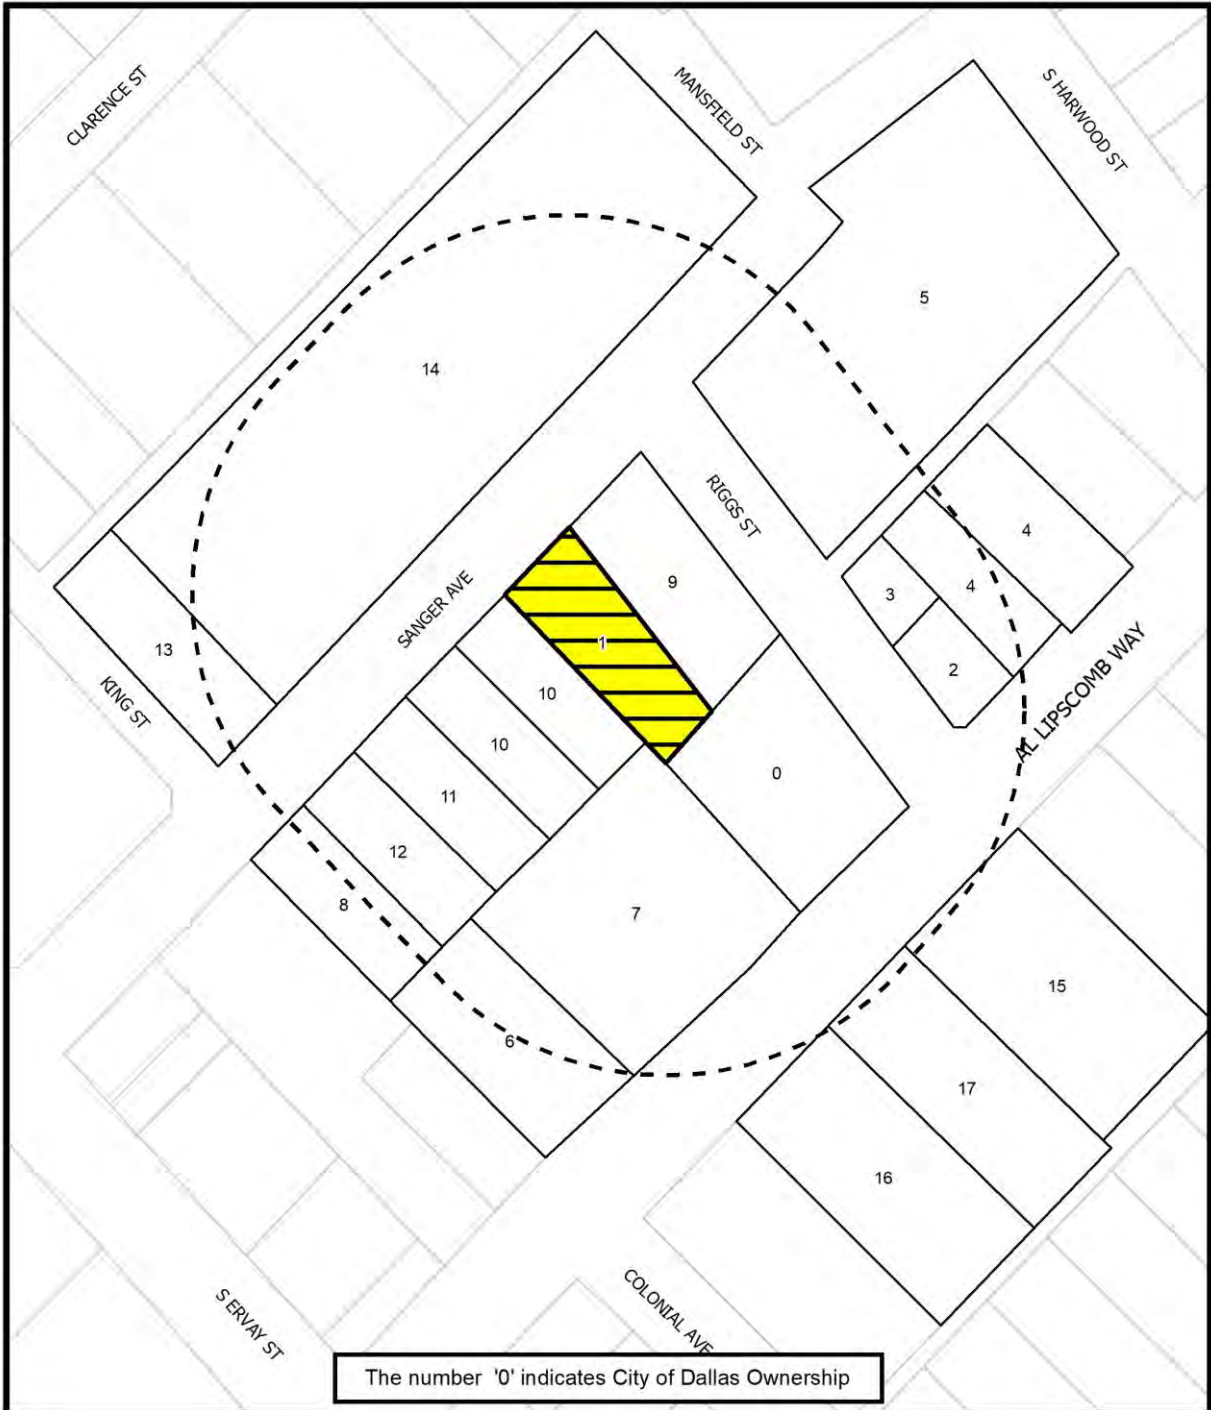 CLARENCE ST
MANSFIELD ST
S HARWOOD ST
5
14
4
RIGGS ST
9
3
4
SANGER AVE
1
13
2
10
KING ST
AL LIPSCOMB WAY
10
0
11
12
8
7
15
6
17
16
S ERVAY ST
COLONIAL AVE
The number '0' indicates City of Dallas Ownership